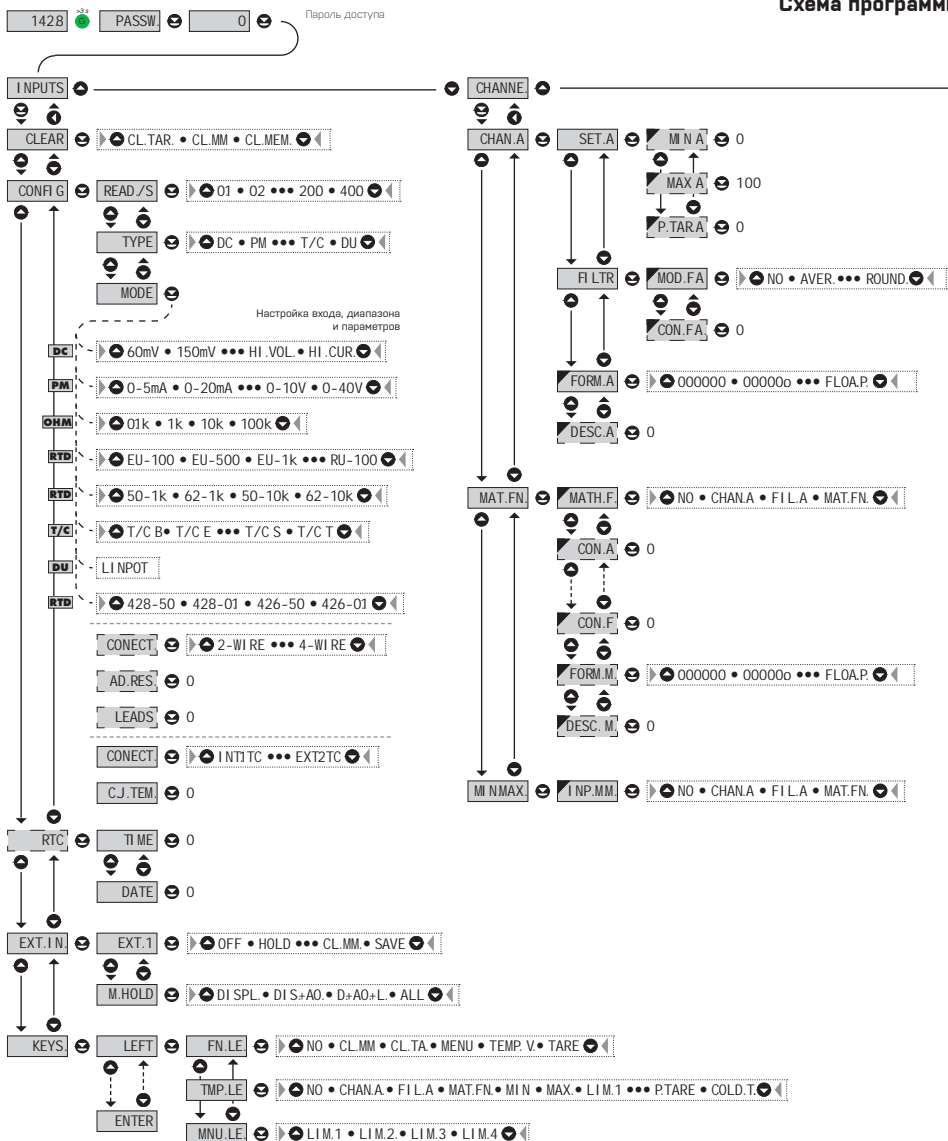 Схема программи
1428 >3 s G PASSW. 0 Пароль доступа
INPUTS CHANNE.
CLEAR CL.TAR. • CL.MM • CL.MEM. CHAN.A SET.A MIN A 0
MAX A 100
P.TAR.A 0
CONFIG READ./S 01 • 02 ••• 200 • 400
TYPE DC • PM ••• T/C • DU FILTR MOD.FA NO • AVER. ••• ROUND.
MODE CON.FA. 0
Настройка входа, диапазона
и параметров
DC 60mV • 150mV ••• HI.VOL. • HI.CUR.
PM 0-5mA • 0-20mA ••• 0-10V • 0-40V FORM.A 000000 • 00000o ••• FLOA.P.
OHM 01k • 1k • 10k • 100k DESC.A 0
RTD EU-100 • EU-500 • EU-1k ••• RU-100
RTD 50-1k • 62-1k • 50-10k • 62-10k MAT.FN. MATH.F. NO • CHAN.A • FIL.A • MAT.FN.
T/C T/C B • T/C E ••• T/C S • T/C T CON.A 0
DU LINPOT
RTD 428-50 • 428-01 • 426-50 • 426-01 CON.F 0
CONECT. 2-WIRE ••• 4-WIRE FORM.M. 000000 • 00000o ••• FLOA.P.
AD.RES. 0
LEADS 0 DESC. M. 0
CONECT. INT1TC ••• EXT2TC
C.J.TEM. 0 MINMAX. INP.MM. NO • CHAN.A • FIL.A • MAT.FN.
RTC TIME 0
DATE 0
EXT.IN. EXT.1 OFF • HOLD ••• CL.MM. • SAVE
M.HOLD DISPL. • DIS+AO. • D+AO+L. • ALL
KEYS. LEFT FN.LE. NO • CL.MM • CL.TA. • MENU • TEMP. V. • TARE
TMP.LE NO • CHAN.A. • FIL.A • MAT.FN. • MIN • MAX. • LIM.1 ••• P.TARE • COLD.T.
ENTER
MNU.LE. LIM.1 • LIM.2. • LIM.3 • LIM.4